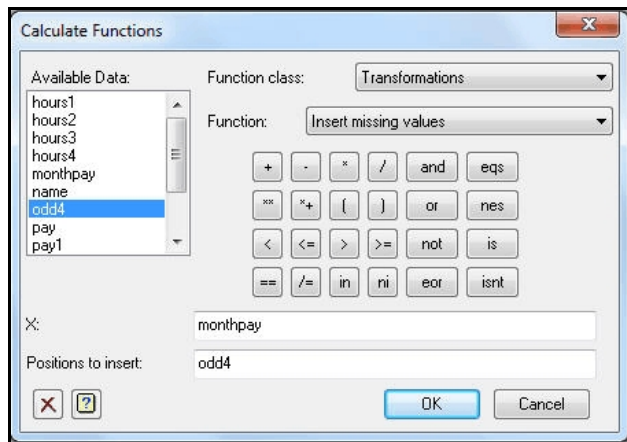 Calculate Functions
Available Data:
hours1
hours2
hours3
hours4
monthpay
name
odd4
pay
pay1
Function class: Transformations
Function: Insert missing values
+ - * / and eqs
** *+ ( ) or nes
< <= > >= not is
== /= in ni eor isnt
X: monthpay
Positions to insert: odd4
? OK Cancel